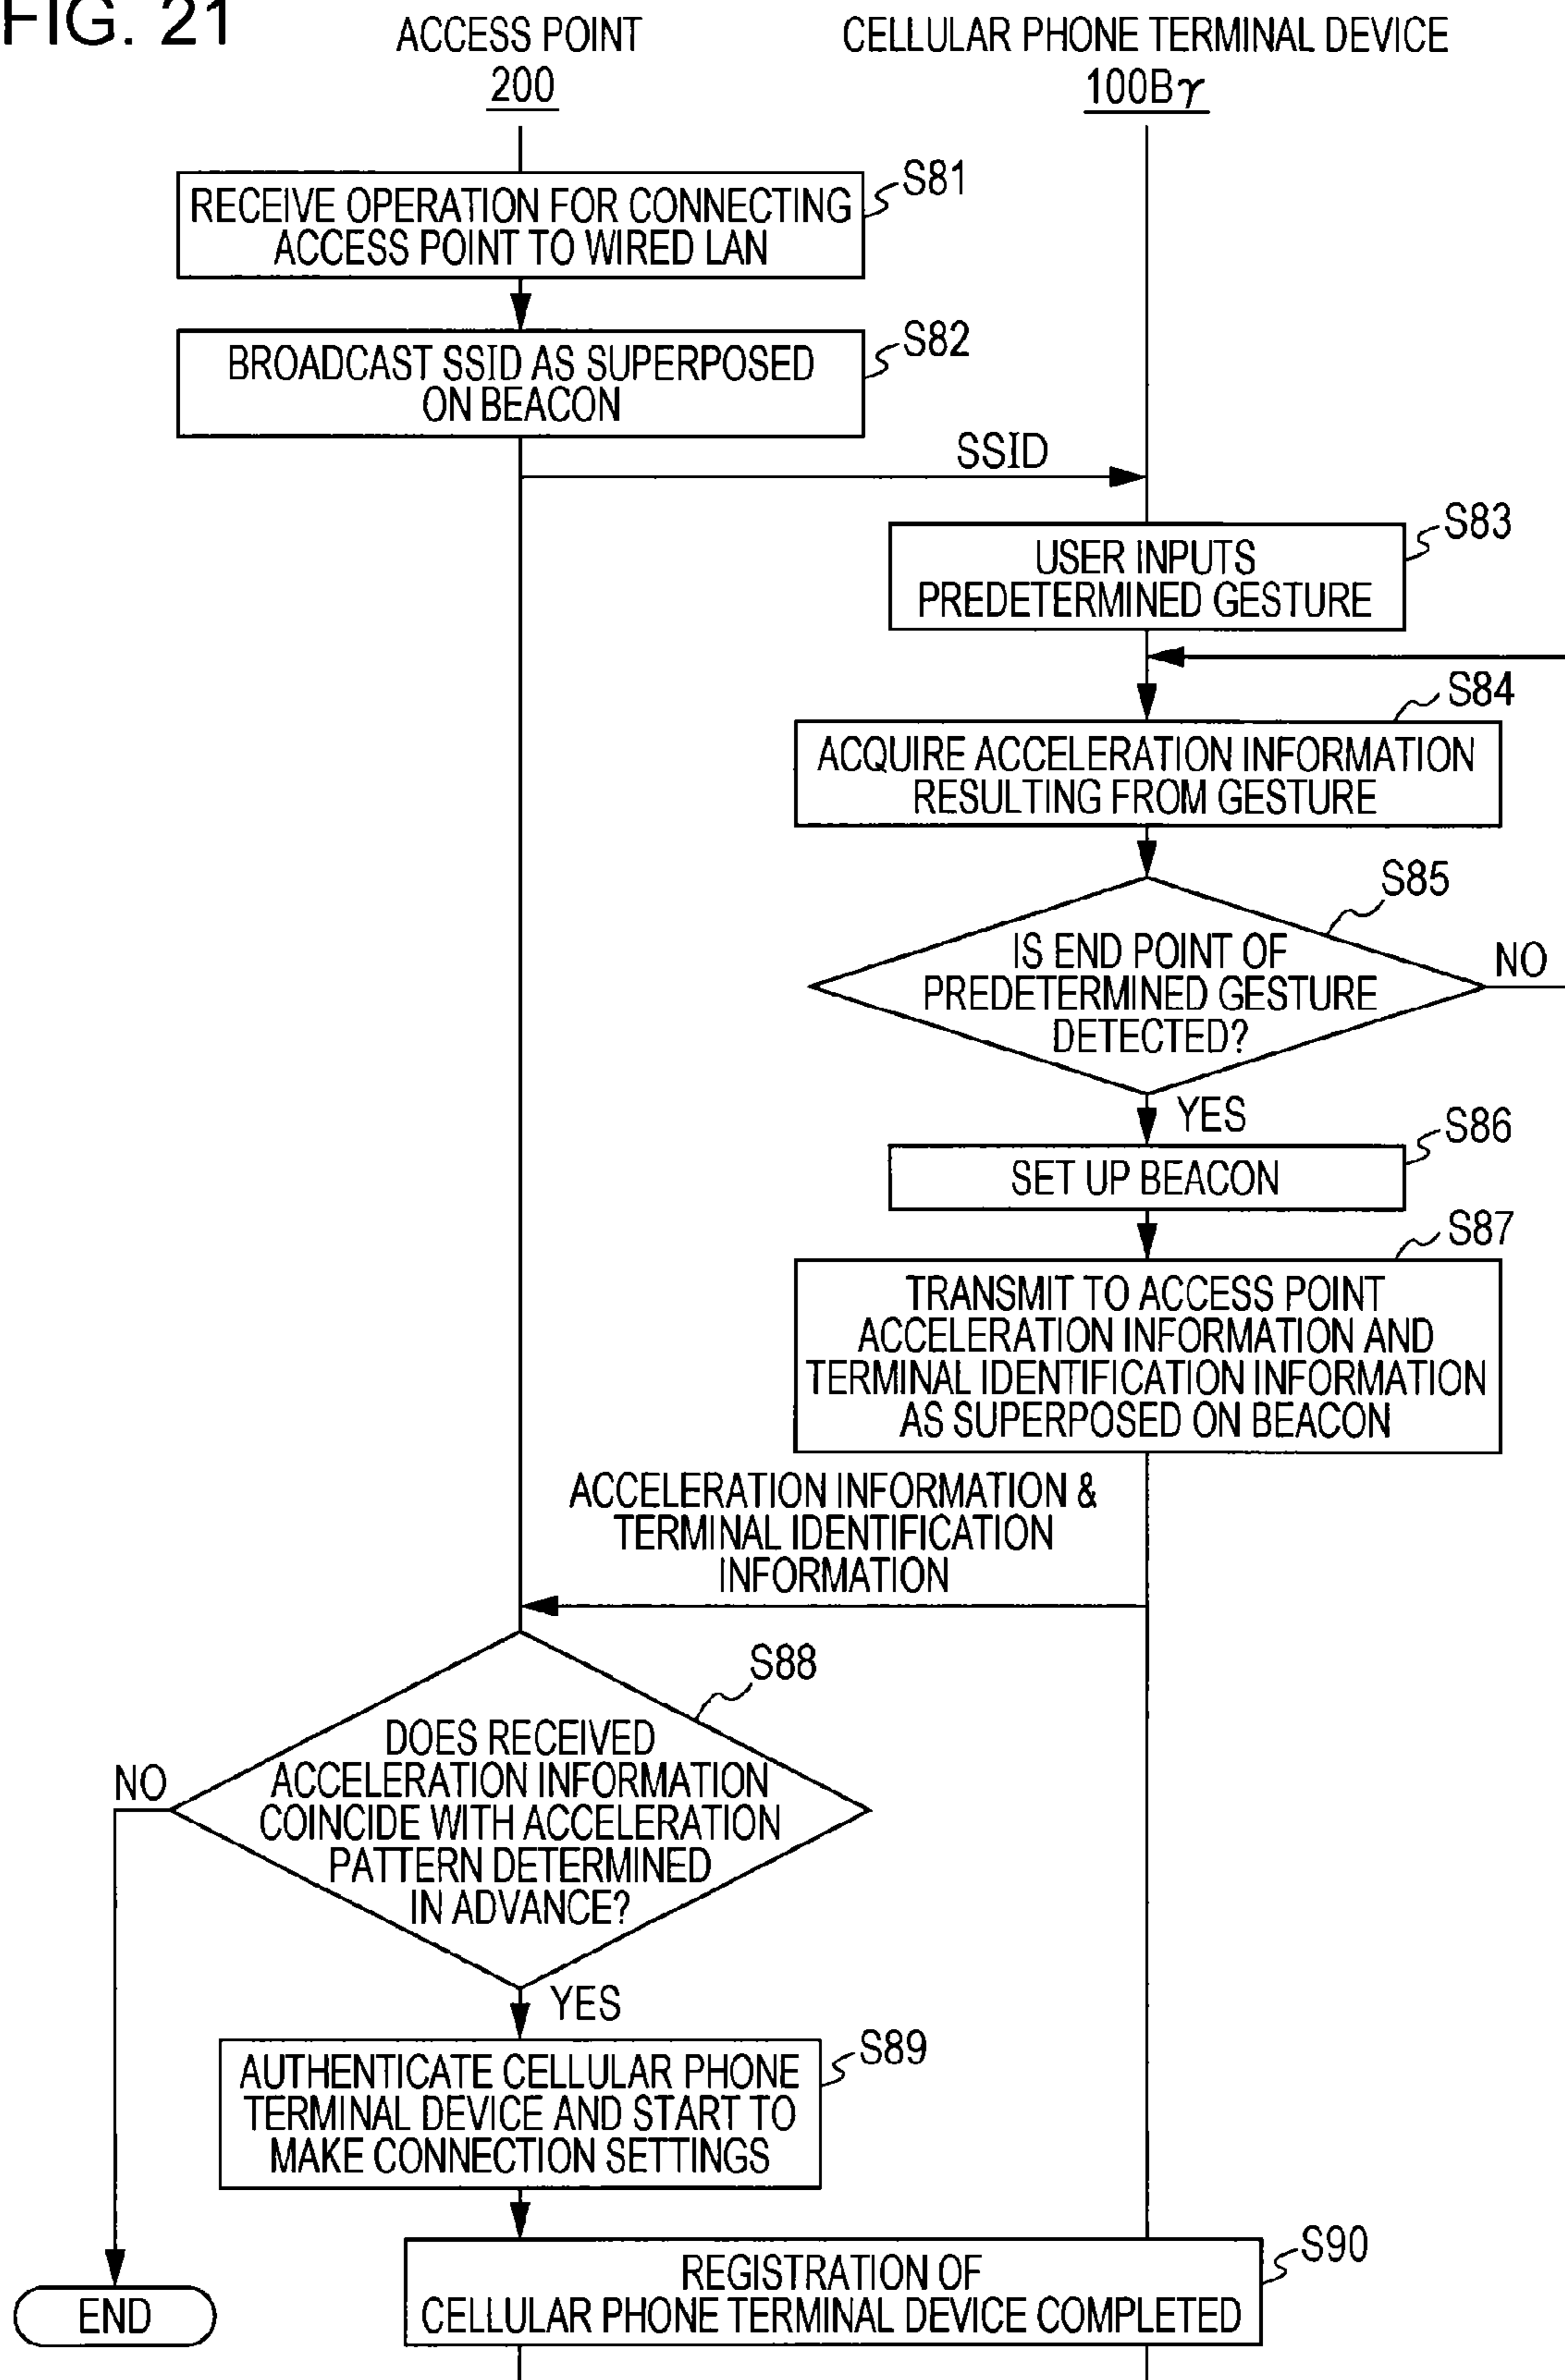 FIG. 21
ACCESS POINT
200
CELLULAR PHONE TERMINAL DEVICE
100Bγ
S81
RECEIVE OPERATION FOR CONNECTING
ACCESS POINT TO WIRED LAN
S82
BROADCAST SSID AS SUPERPOSED
ON BEACON
SSID
S83
USER INPUTS
PREDETERMINED GESTURE
S84
ACQUIRE ACCELERATION INFORMATION
RESULTING FROM GESTURE
S85
IS END POINT OF
PREDETERMINED GESTURE
DETECTED?
NO
YES
S86
SET UP BEACON
S87
TRANSMIT TO ACCESS POINT
ACCELERATION INFORMATION AND
TERMINAL IDENTIFICATION INFORMATION
AS SUPERPOSED ON BEACON
ACCELERATION INFORMATION &
TERMINAL IDENTIFICATION
INFORMATION
S88
DOES RECEIVED
ACCELERATION INFORMATION
COINCIDE WITH ACCELERATION
PATTERN DETERMINED
IN ADVANCE?
NO
YES
S89
AUTHENTICATE CELLULAR PHONE
TERMINAL DEVICE AND START TO
MAKE CONNECTION SETTINGS
S90
REGISTRATION OF
CELLULAR PHONE TERMINAL DEVICE COMPLETED
END